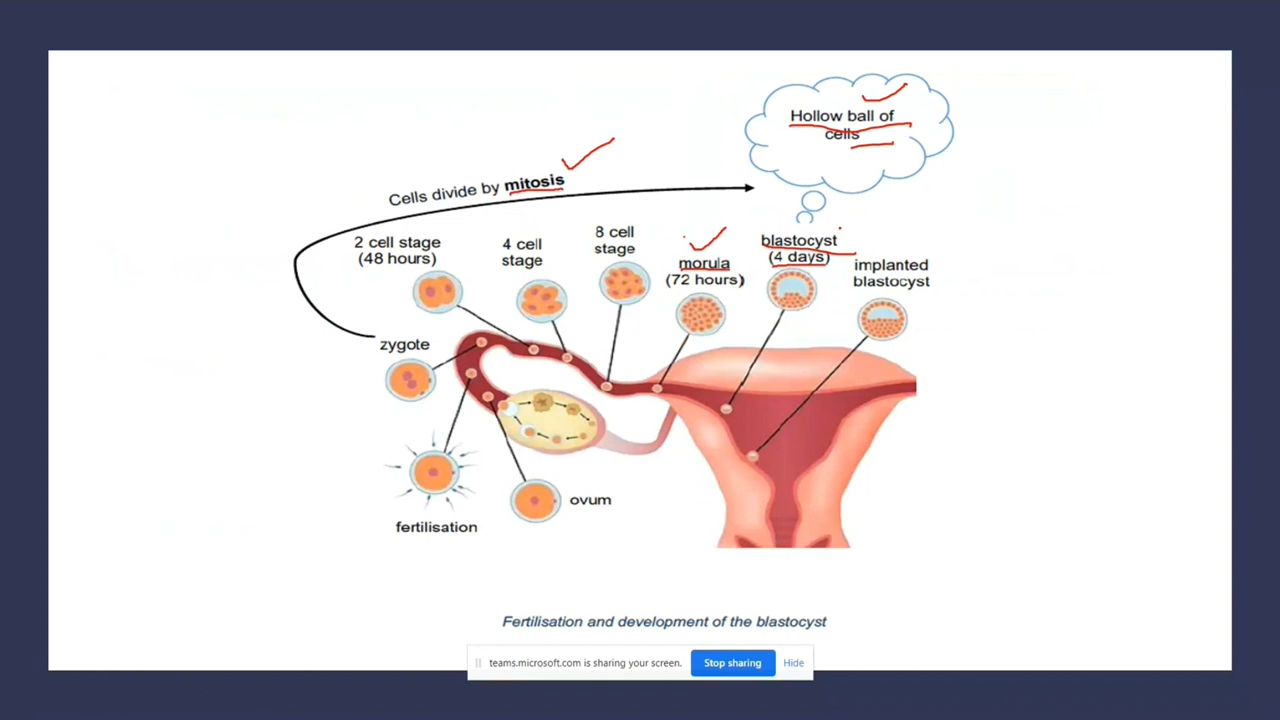 Hollow ball of
cells
Cells divide by mitosis
2 cell stage
(48 hours)
4 cell
stage
8 cell
stage
morula
(72 hours)
blastocyst
(4 days)
implanted
blastocyst
zygote
fertilisation
ovum
Fertilisation and development of the blastocyst
teams.microsoft.com is sharing your screen.
Stop sharing
Hide